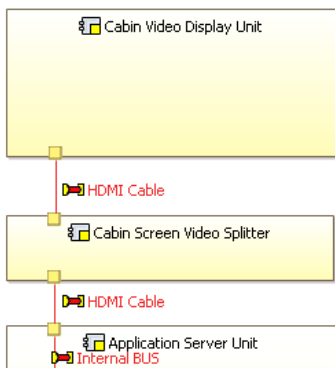 Cabin Video Display Unit
HDMI Cable
Cabin Screen Video Splitter
HDMI Cable
Application Server Unit
Internal BUS